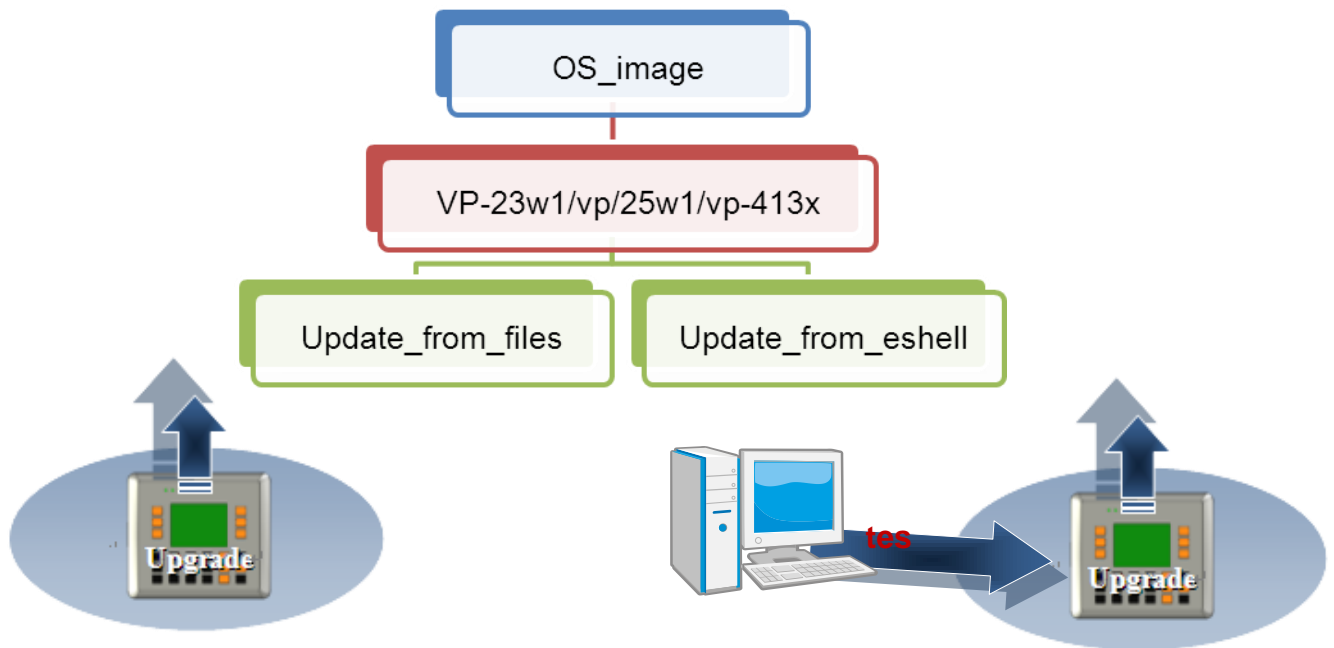 OS_image
VP-23w1/vp/25w1/vp-413x
Update_from_files
Update_from_eshell
tes
Upgrade
Upgrade